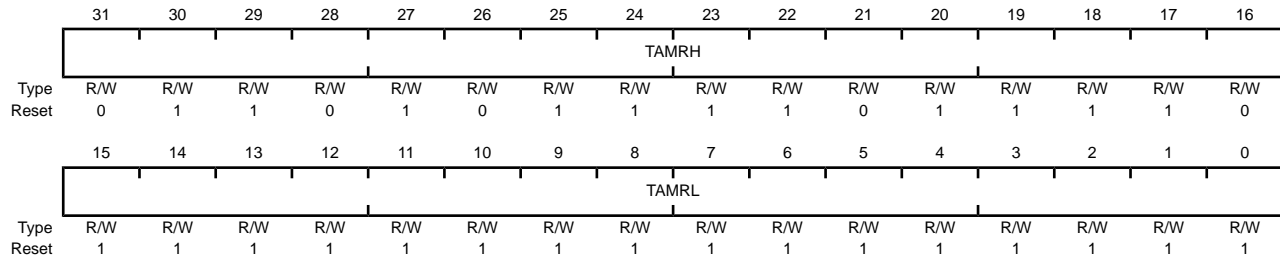 31 30 29 28 27 26 25 24 23 22 21 20 19 18 17 16
TAMRH
Type R/W R/W R/W R/W R/W R/W R/W R/W R/W R/W R/W R/W R/W R/W R/W R/W
Reset 0 1 1 0 1 0 1 1 1 1 0 1 1 1 1 0
15 14 13 12 11 10 9 8 7 6 5 4 3 2 1 0
TAMRL
Type R/W R/W R/W R/W R/W R/W R/W R/W R/W R/W R/W R/W R/W R/W R/W R/W
Reset 1 1 1 1 1 1 1 1 1 1 1 1 1 1 1 1